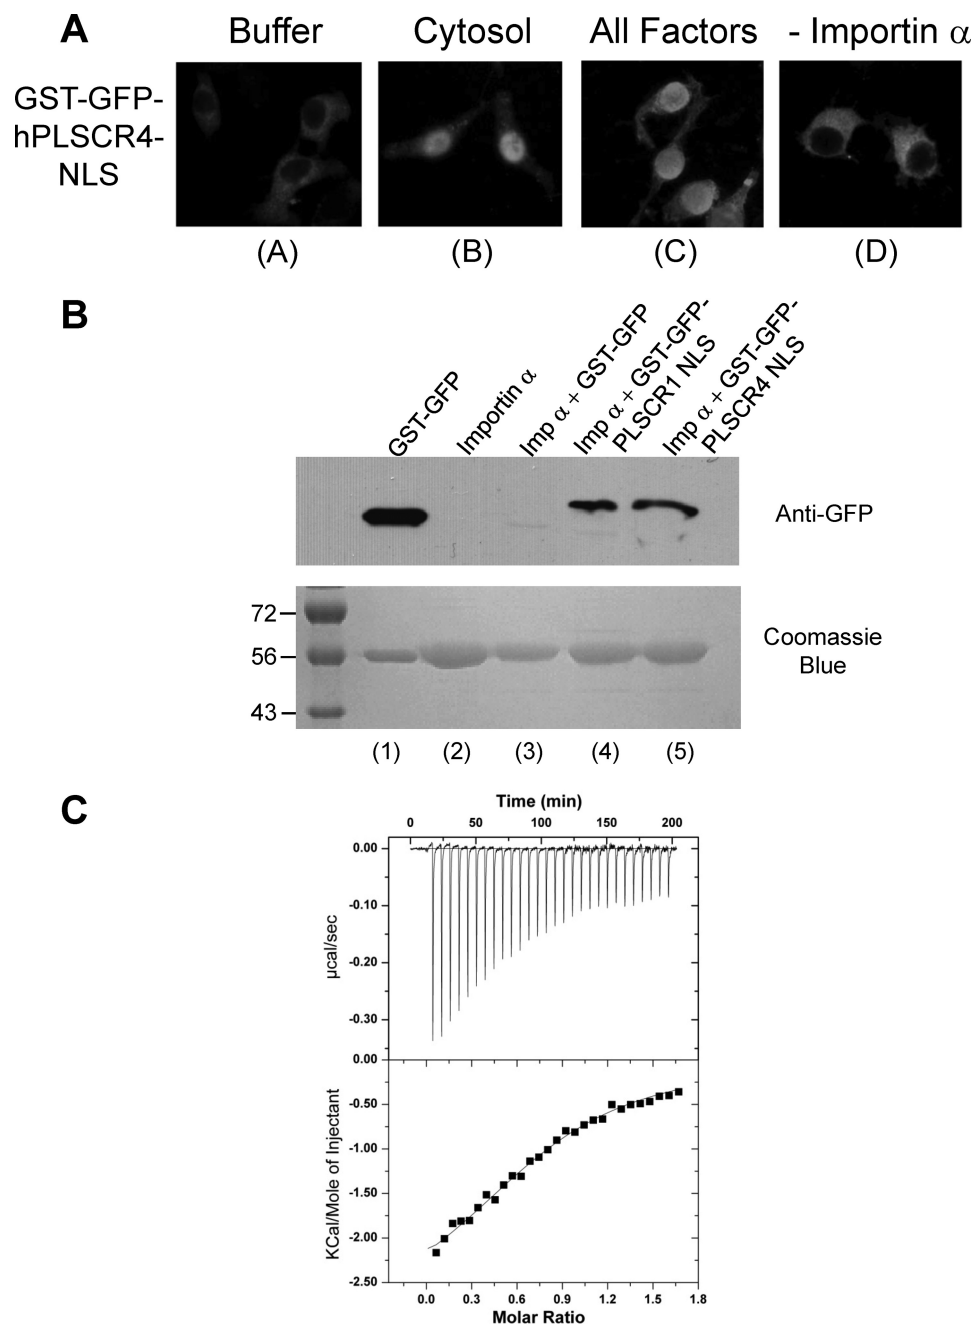 A
Buffer
Cytosol
All Factors
- Importin α
GST-GFP-
hPLSCR4-
NLS
(A)
(B)
(C)
(D)
B
GST-GFP
Importin α
Imp α + GST-GFP
Imp α + GST-GFP-
PLSCR1 NLS
Imp α + GST-GFP-
PLSCR4 NLS
Anti-GFP
72
56
43
Coomassie
Blue
(1)
(2)
(3)
(4)
(5)
C
Time (min)
0 50 100 150 200
0.00
-0.10
-0.20
-0.30
µcal/sec
0.00
-0.50
-1.00
-1.50
-2.00
-2.50
KCal/Mole of Injectant
0.0 0.3 0.6 0.9 1.2 1.5 1.8
Molar Ratio